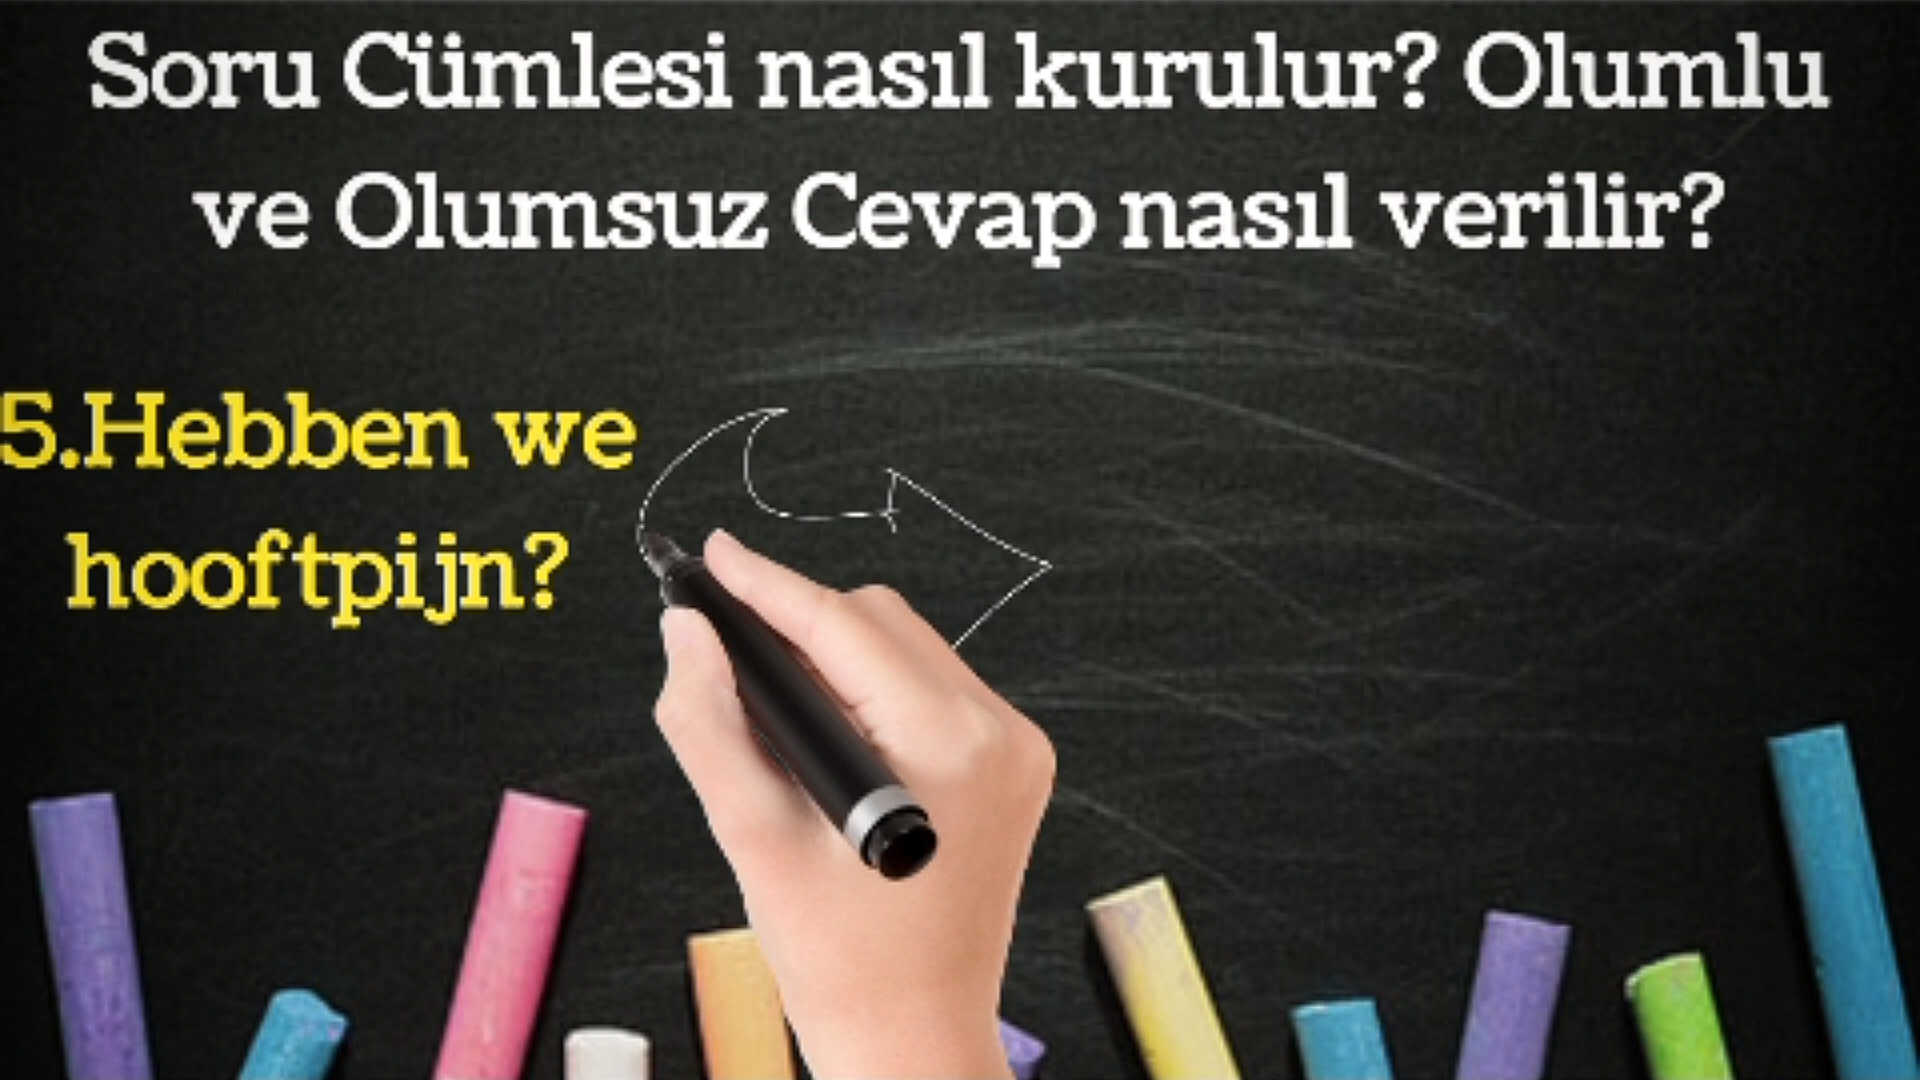 Soru Cümlesi nasıl kurulur? Olumlu
ve Olumsuz Cevap nasıl verilir?
5.Hebben we
hooftpijn?